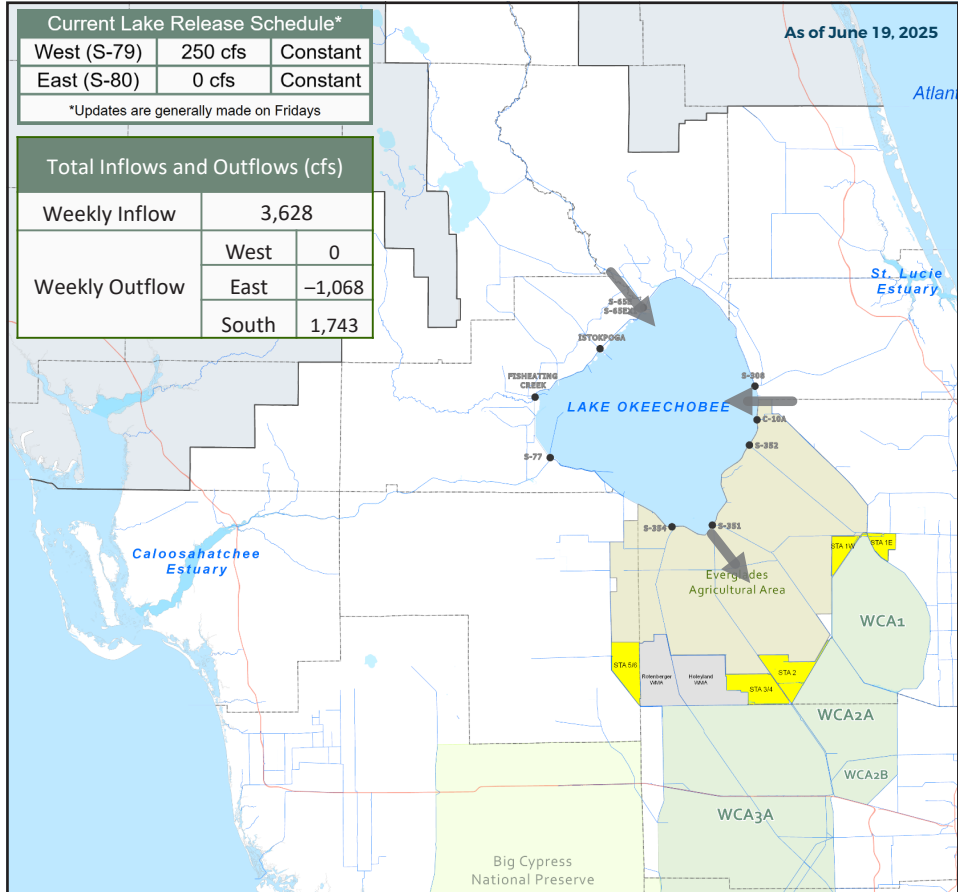 Current Lake Release Schedule*
West (S-79) 250 cfs Constant
East (S-80) 0 cfs Constant
*Updates are generally made on Fridays
As of June 19, 2025
Atlant
Total Inflows and Outflows (cfs)
Weekly Inflow 3,628
Weekly Outflow
West 0
East –1,068
South 1,743
St. Lucie
Estuary
ISTOKPOGA
FISHEATING
CREEK
S-308
LAKE OKEECHOBEE
C-10A
S-352
S-77
S-354
S-351
Caloosahatchee
Estuary
Everglades
Agricultural Area
STA 1W
STA 1E
WCA1
STA 5/6
Rotenberger
WMA
Holeyland
WMA
STA 2
STA 3/4
WCA2A
WCA2B
WCA3A
Big Cypress
National Preserve